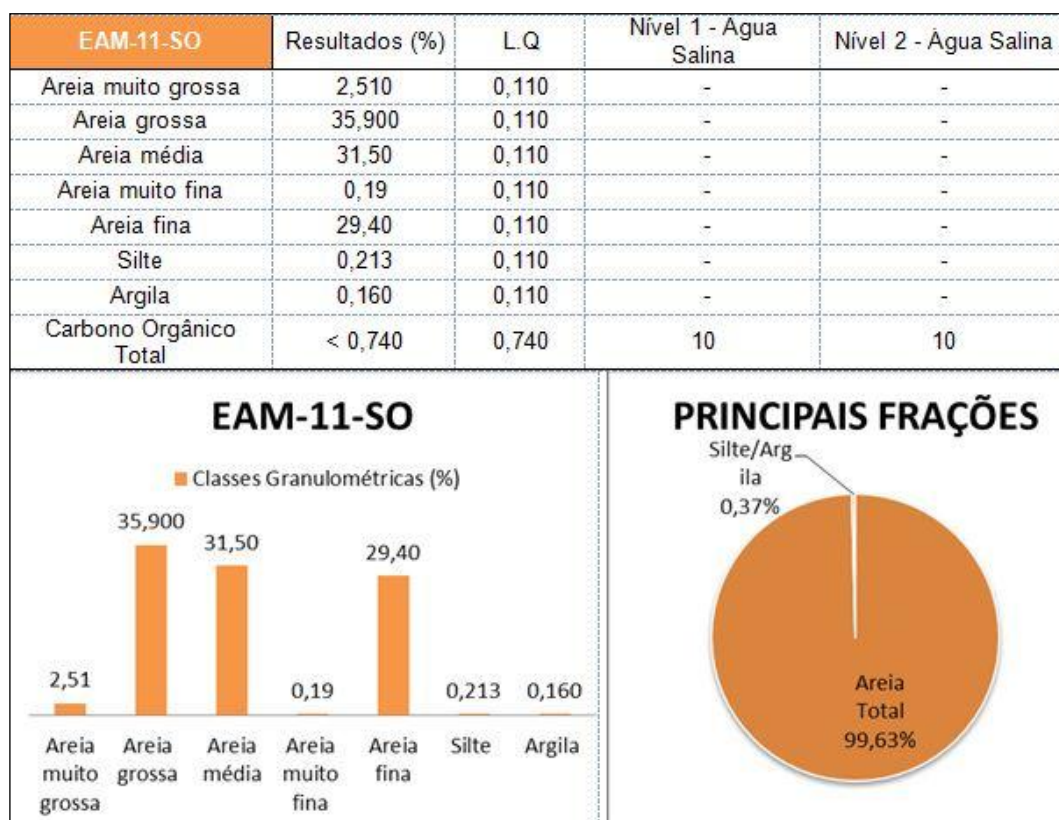 EAM-11-SO Resultados (%) L.Q Nível 1 - Agua Salina Nível 2 - Água Salina
Areia muito grossa 2,510 0,110 - -
Areia grossa 35,900 0,110 - -
Areia média 31,50 0,110 - -
Areia muito fina 0,19 0,110 - -
Areia fina 29,40 0,110 - -
Silte 0,213 0,110 - -
Argila 0,160 0,110 - -
Carbono Orgânico Total < 0,740 0,740 10 10
EAM-11-SO
Classes Granulométricas (%)
2,51 35,900 31,50 0,19 29,40 0,213 0,160
Areia muito grossa Areia grossa Areia média Areia muito fina Areia fina Silte Argila
PRINCIPAIS FRAÇÕES
Silte/Arg
ila
0,37%
Areia
Total
99,63%